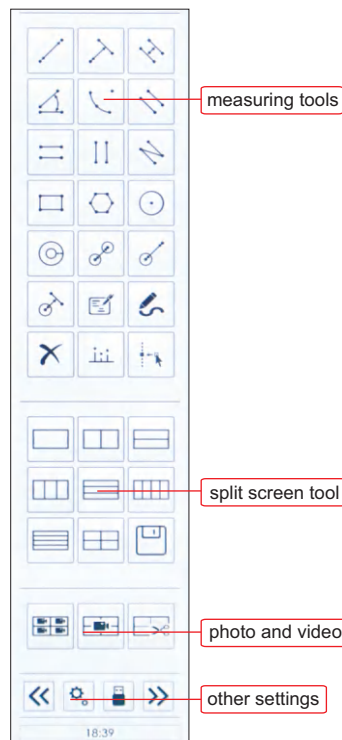 measuring tools
split screen tool
photo and video
other settings
18:39